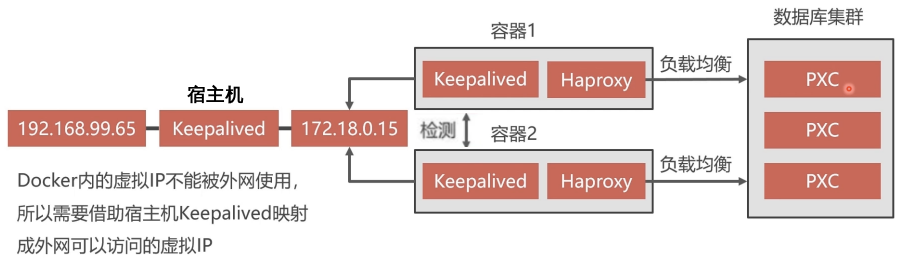 数据库集群
容器1
Keepalived
Haproxy
负载均衡
PXC
宿主机
192.168.99.65
Keepalived
172.18.0.15
检测
PXC
容器2
Keepalived
Haproxy
负载均衡
PXC
Docker内的虚拟IP不能被外网使用，
所以需要借助宿主机Keepalived映射
成外网可以访问的虚拟IP